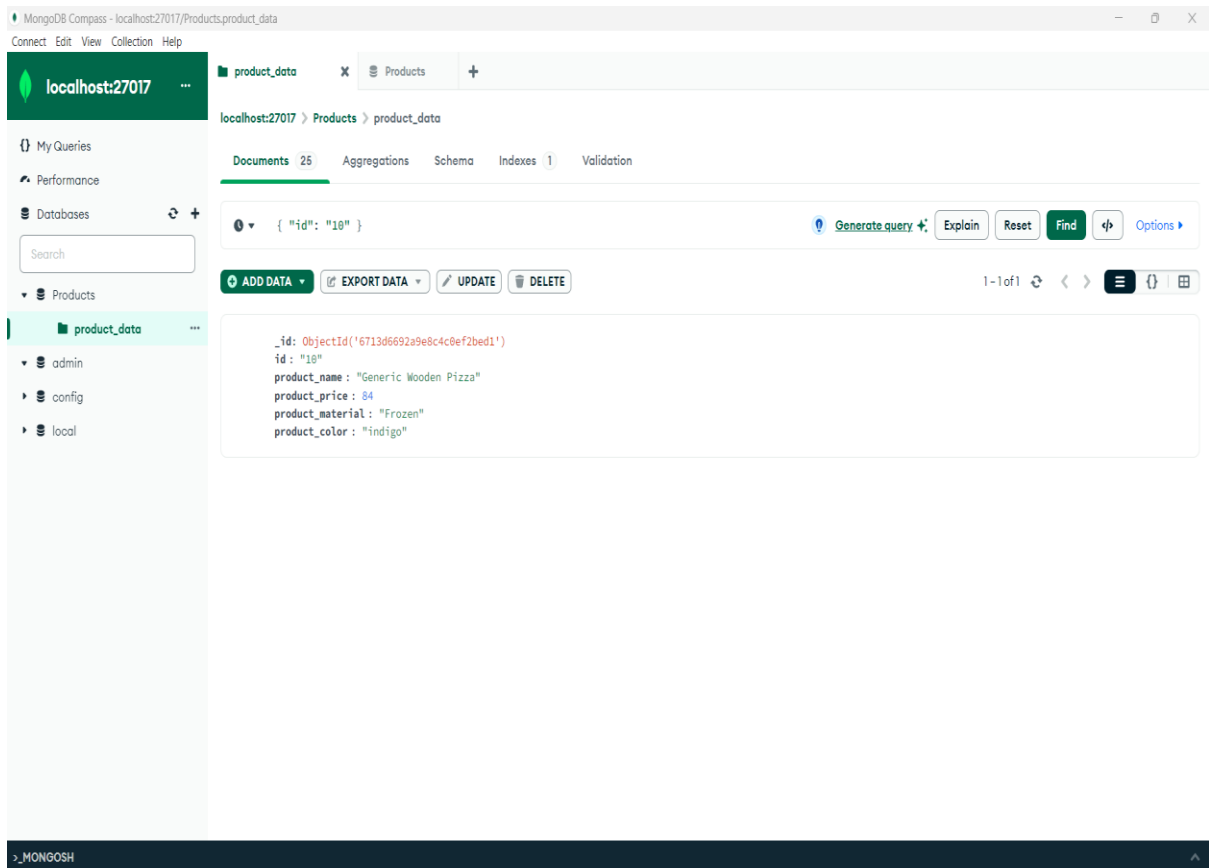 MongoDB Compass - localhost:27017/Products.product_data
Connect Edit View Collection Help
localhost:27017 ...
product_data Products
localhost:27017 > Products > product_data
{} My Queries
Performance
Databases
Search
Products
product_data ...
admin
config
local
Documents 25 Aggregations Schema Indexes 1 Validation
{ "id": "10" } Generate query Explain Reset Find </> Options
ADD DATA EXPORT DATA UPDATE DELETE 1-1 of 1 {}
_id: ObjectId('6713d6692a9e8c4c0ef2bed1')
id : "10"
product_name : "Generic Wooden Pizza"
product_price : 84
product_material : "Frozen"
product_color : "indigo"
>_MONGOSH